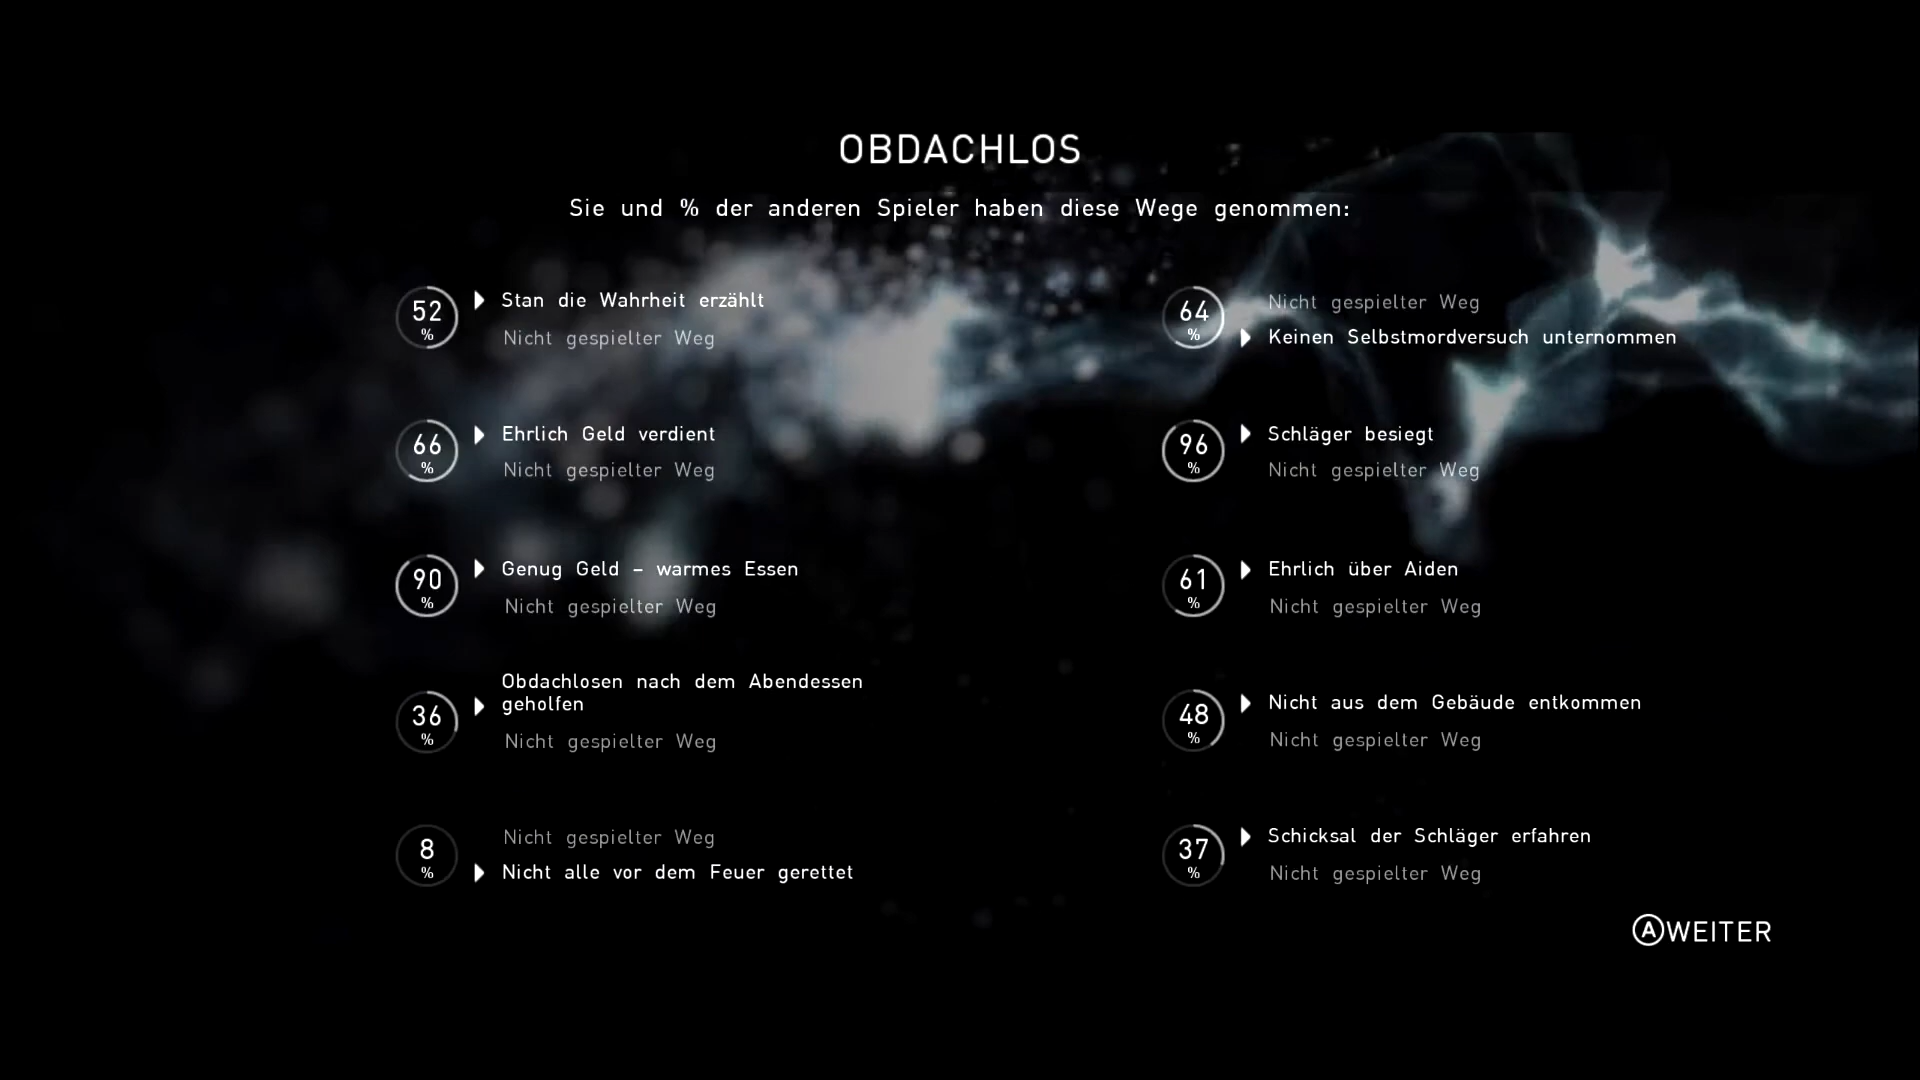 OBDACHLOS
Sie und % der anderen Spieler haben diese Wege genommen:
52 %
Stan die Wahrheit erzählt
Nicht gespielter Weg
66 %
Ehrlich Geld verdient
Nicht gespielter Weg
90 %
Genug Geld – warmes Essen
Nicht gespielter Weg
36 %
Obdachlosen nach dem Abendessen
geholfen
Nicht gespielter Weg
8 %
Nicht gespielter Weg
Nicht alle vor dem Feuer gerettet
64 %
Nicht gespielter Weg
Keinen Selbstmordversuch unternommen
96 %
Schläger besiegt
Nicht gespielter Weg
61 %
Ehrlich über Aiden
Nicht gespielter Weg
48 %
Nicht aus dem Gebäude entkommen
Nicht gespielter Weg
37 %
Schicksal der Schläger erfahren
Nicht gespielter Weg
A WEITER